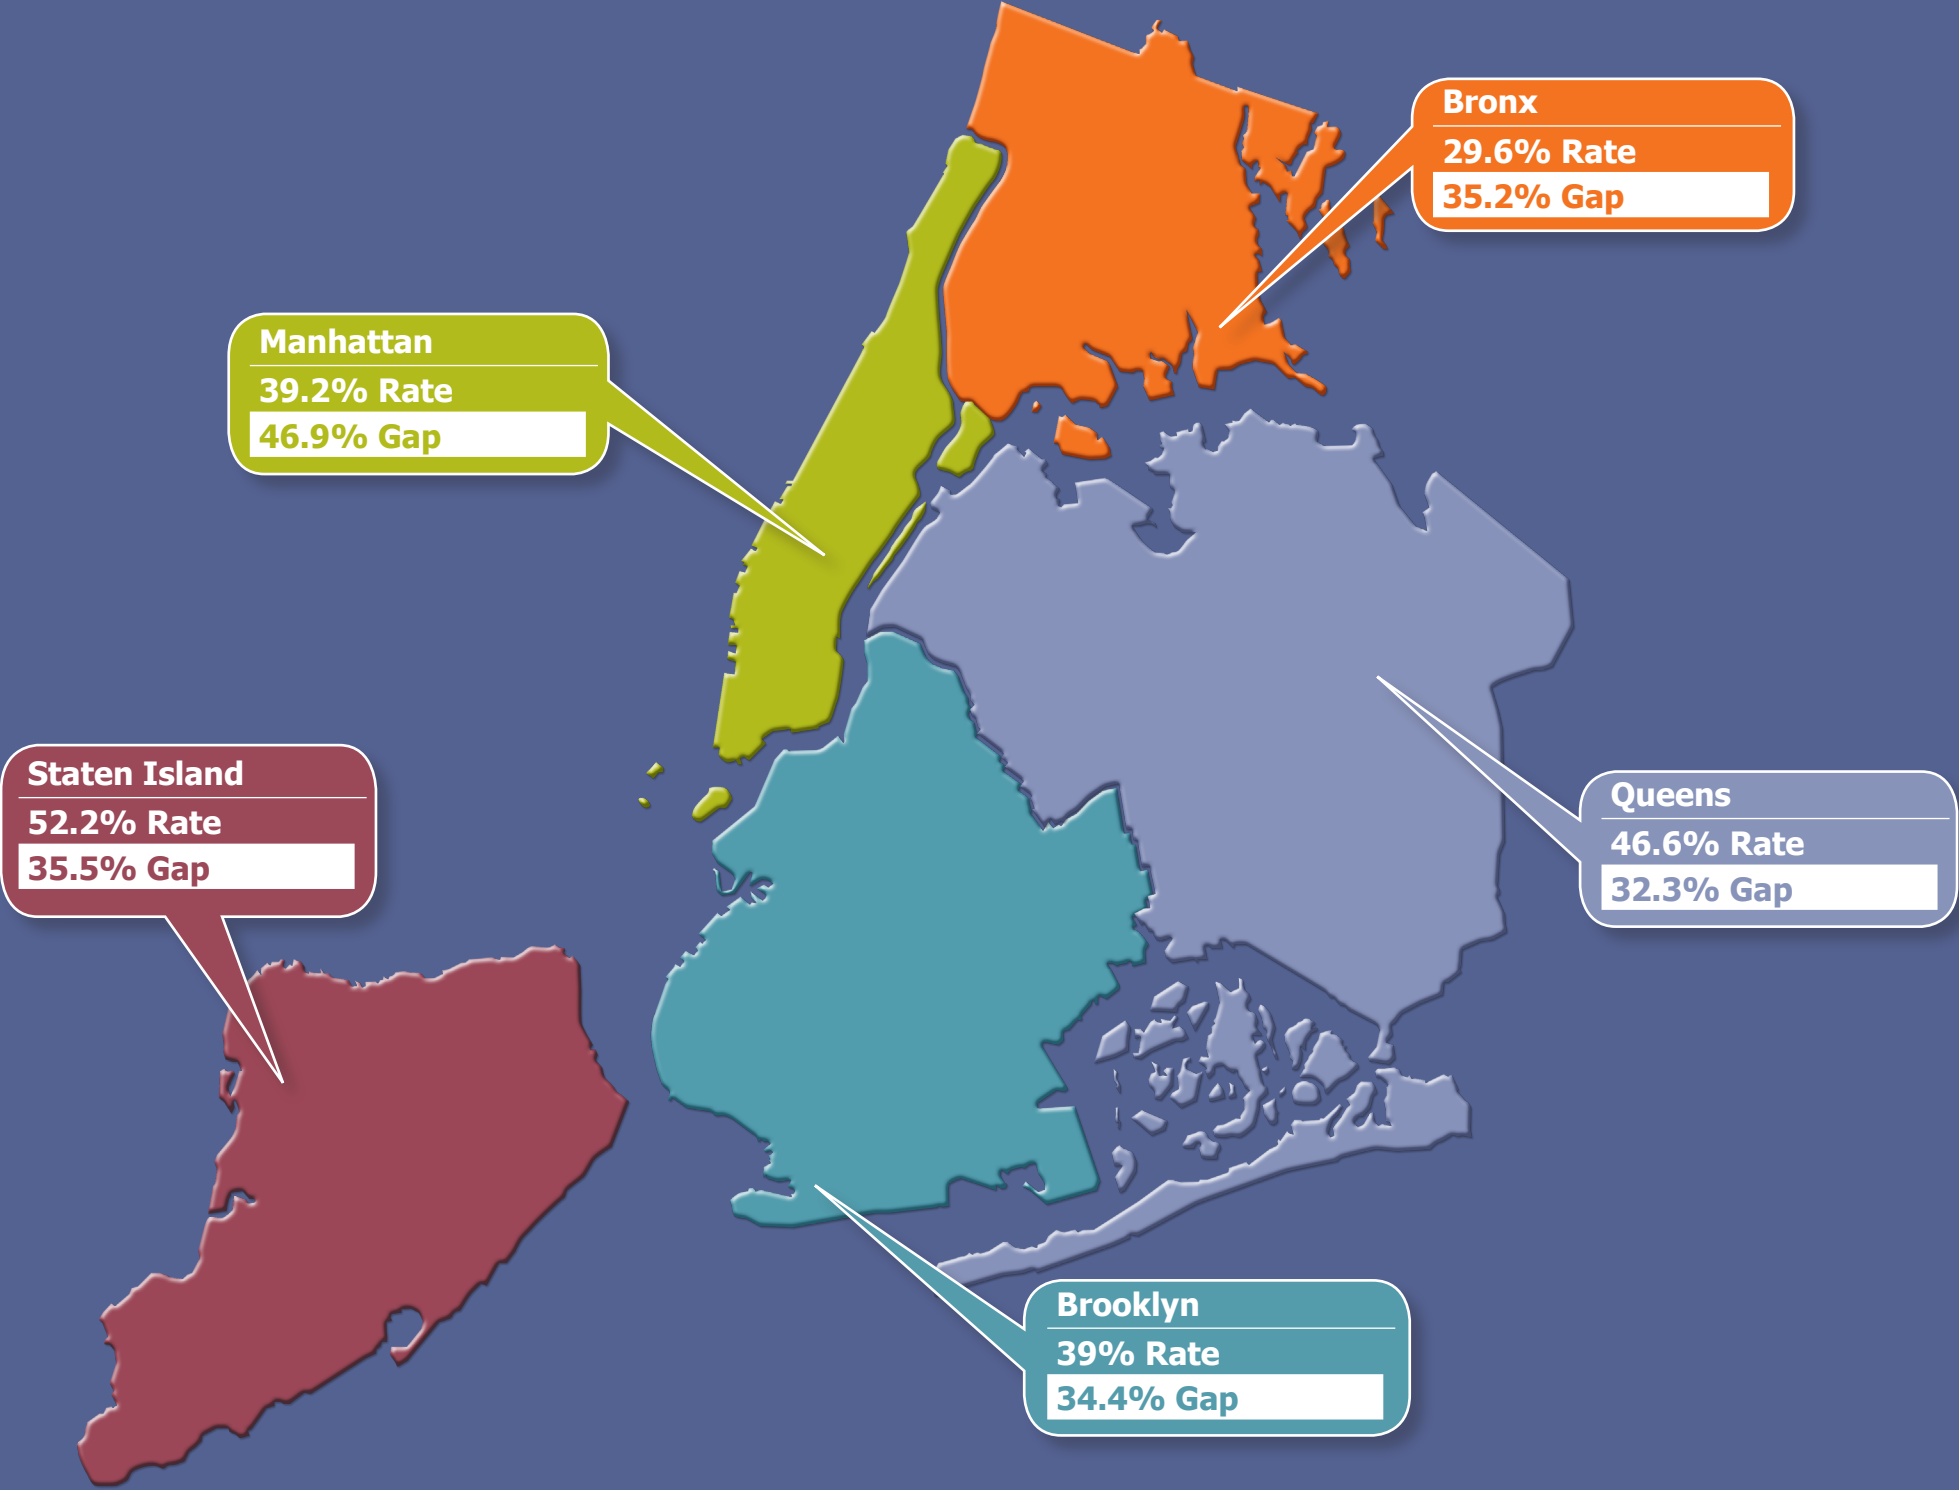 Bronx
29.6% Rate
35.2% Gap
Manhattan
39.2% Rate
46.9% Gap
Staten Island
52.2% Rate
35.5% Gap
Queens
46.6% Rate
32.3% Gap
Brooklyn
39% Rate
34.4% Gap